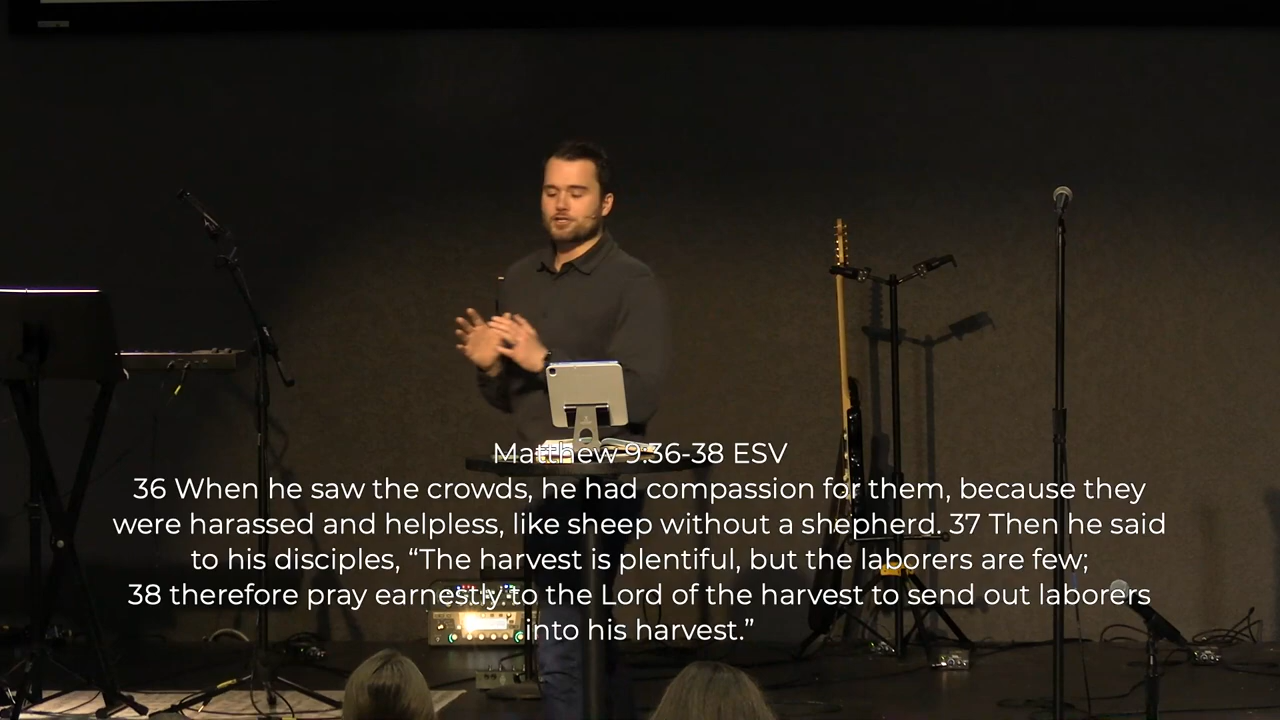 Matthew 9:36-38 ESV
36 When he saw the crowds, he had compassion for them, because they
were harassed and helpless, like sheep without a shepherd. 37 Then he said
to his disciples, “The harvest is plentiful, but the laborers are few;
38 therefore pray earnestly to the Lord of the harvest to send out laborers
into his harvest.”